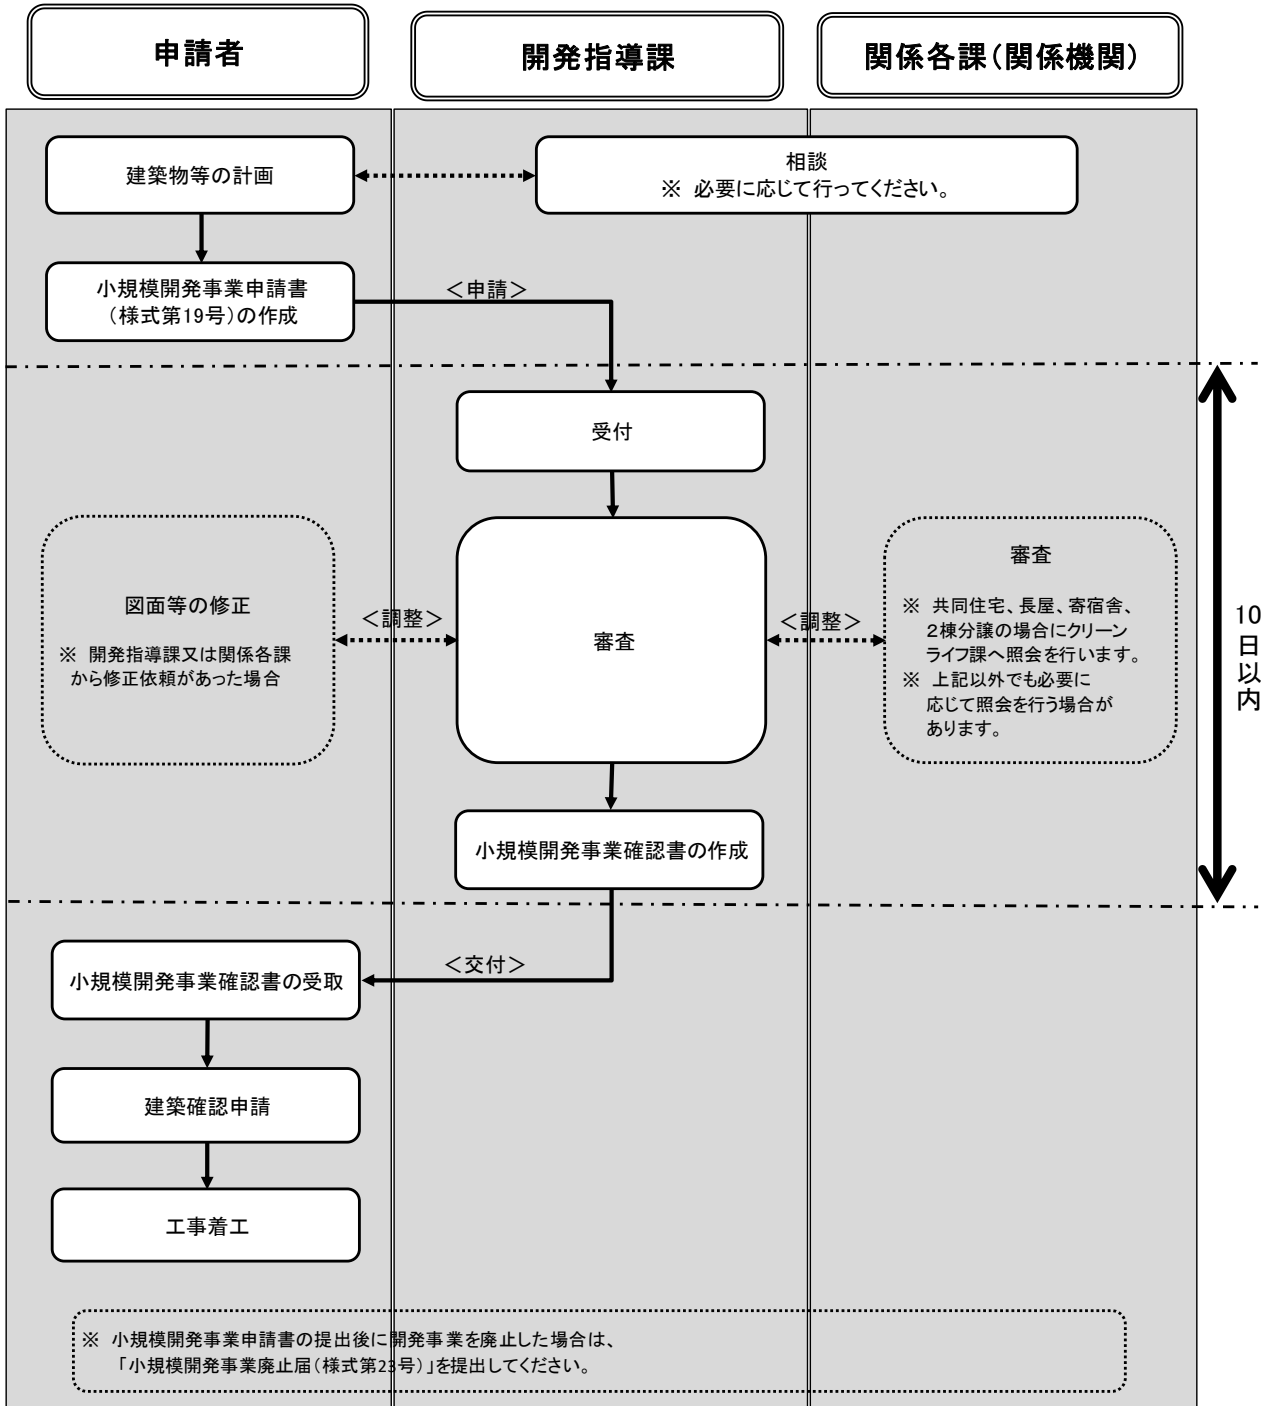 申請者
開発指導課
関係各課(関係機関)
建築物等の計画
相談
※ 必要に応じて行ってください。
小規模開発事業申請書
(様式第19号)の作成
<申請>
受付
図面等の修正
※ 開発指導課又は関係各課
から修正依頼があった場合
<調整>
審査
<調整>
審査
※ 共同住宅、長屋、寄宿舎、
2棟分譲の場合にクリーン
ライフ課へ照会を行います。
※ 上記以外でも必要に
応じて照会を行う場合が
あります。
10日以内
小規模開発事業確認書の作成
<交付>
小規模開発事業確認書の受取
建築確認申請
工事着工
※ 小規模開発事業申請書の提出後に開発事業を廃止した場合は、
「小規模開発事業廃止届(様式第23号)」を提出してください。